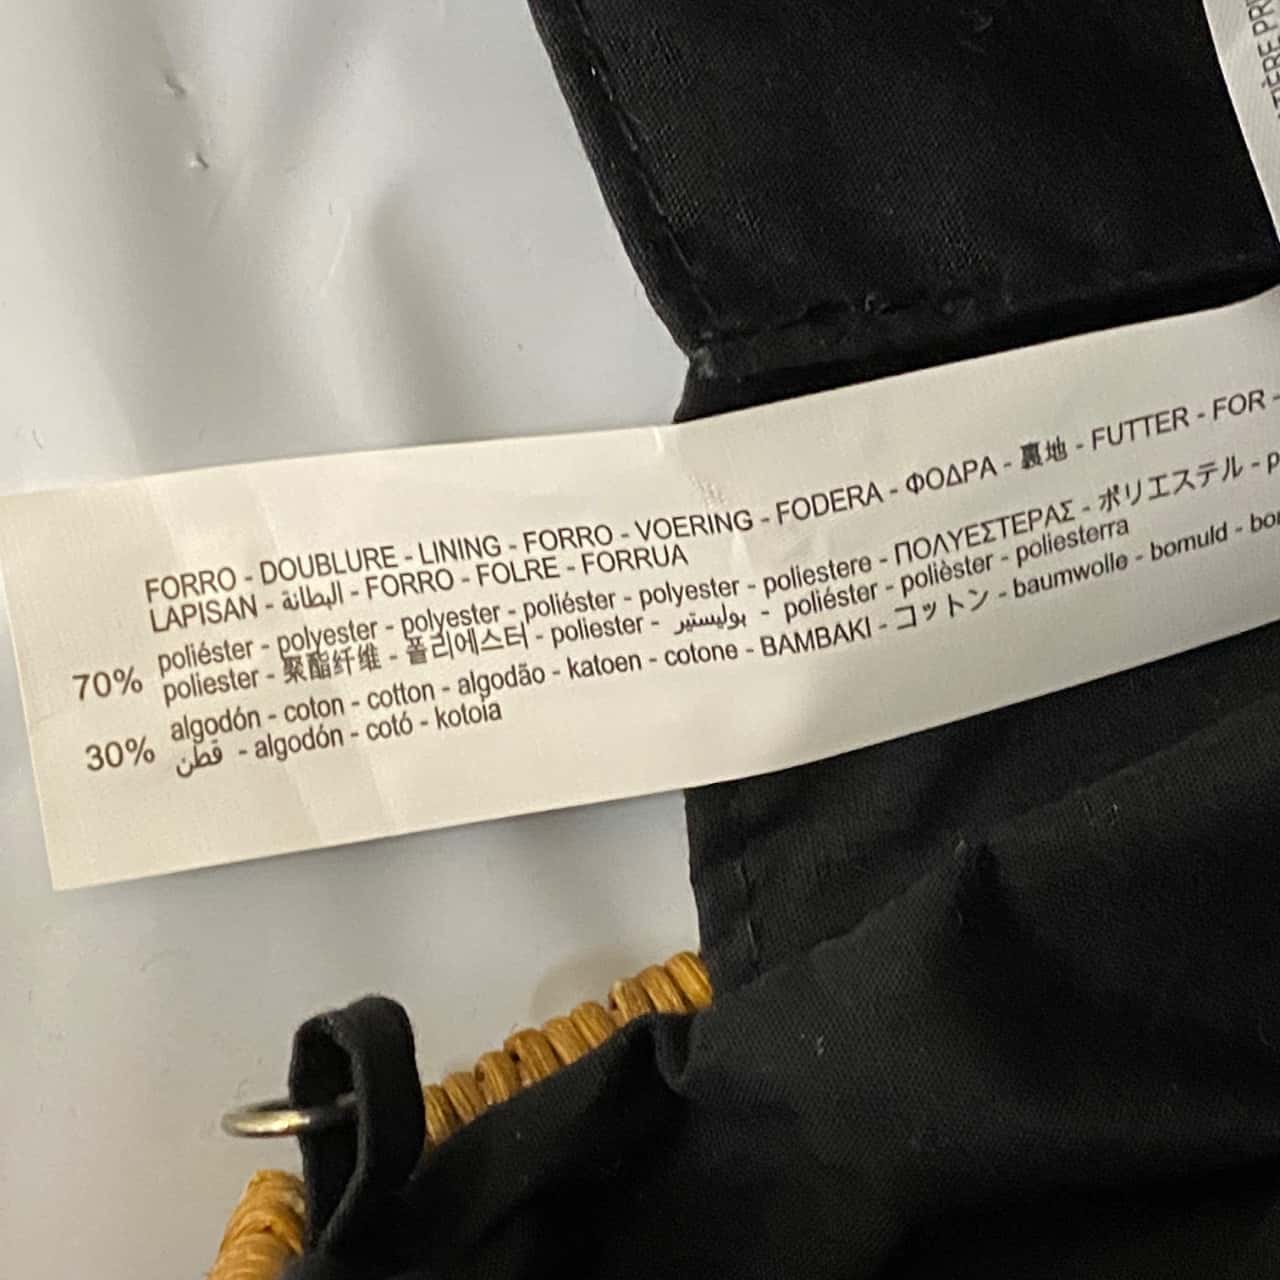 FORRO - DOUBLURE - LINING - FORRO - VOERING - FODERA - ΦΟΔΡΑ - 裏地 - FUTTER - FOR -
LAPISAN - البطانة - FORRO - FOLRE - FORRUA
70% poliéster - polyester - polyester - poliéster - polyester - poliestere - ΠΟΛΥΕΣΤΕΡΑΣ - ポリエステル - p
poliester - 聚酯纤维 - 폴리에스터 - poliester - بوليستير - poliéster - polièster - poliesterra
30% algodón - coton - cotton - algodão - katoen - cotone - BAMBAKI - コットン - baumwolle - bomuld -
قطن - algodón - cotó - kotoia